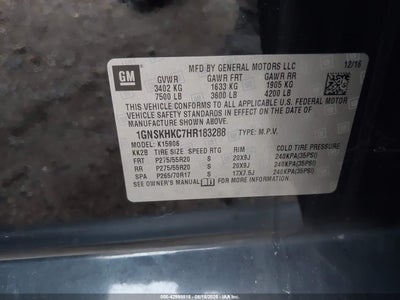 GM
MFD BY GENERAL MOTORS LLC 12/16
GVWR GAWR FRT GAWR RR
3402 KG 1633 KG 1905 KG
7500 LB 3600 LB 4200 LB
THIS VEHICLE CONFORMS TO ALL APPLICABLE U.S. FEDERAL MOTOR
VEHICLE SAFETY AND THEFT PREVENTION STANDARDS IN EFFECT ON THE DATE OF
MANUFACTURE SHOWN ABOVE.
1GNSKHKC7HR183288 TYPE: M.P.V.
MODEL: K15906
KK2B TIRE SIZE SPEED RTG RIM COLD TIRE PRESSURE
FRT P275/55R20 S 20X9J 240KPA(35PSI)
RR P275/55R20 S 20X9J 240KPA(35PSI)
SPA P265/70R17 S 17X7.5J 240KPA(35PSI)
SEE OWNER'S MANUAL FOR MORE INFORMATION.